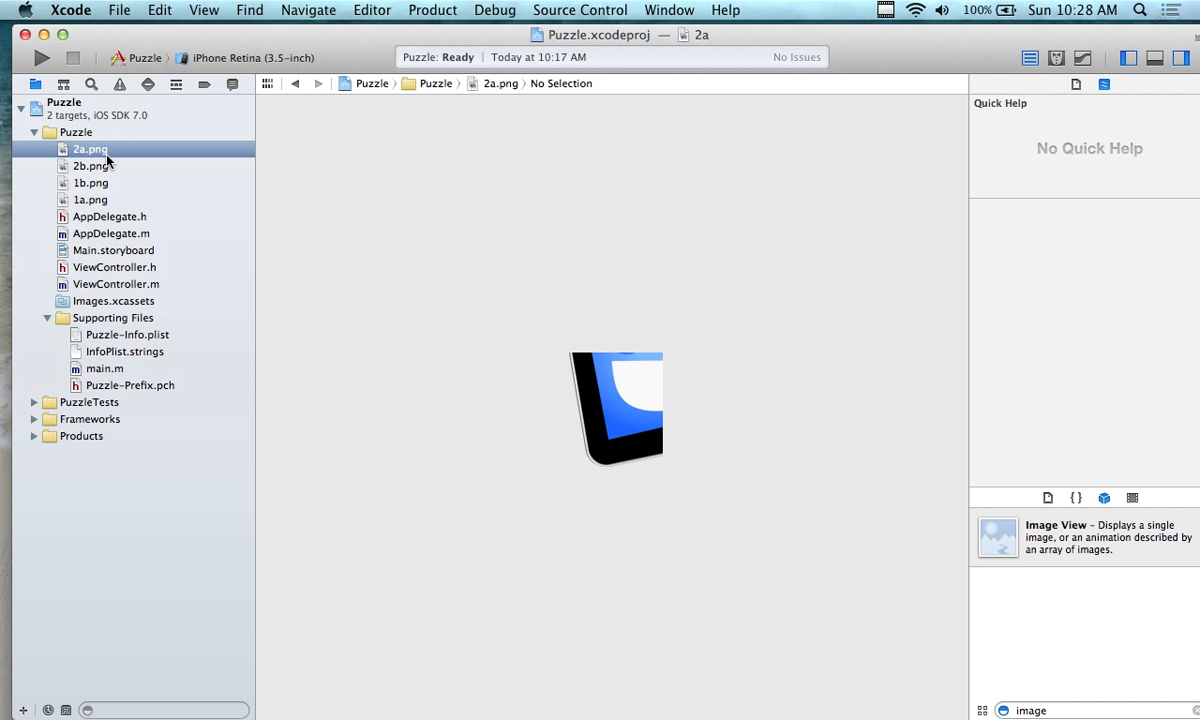 Xcode File Edit View Find Navigate Editor Product Debug Source Control Window Help 100% Sun 10:28 AM
Puzzle.xcodeproj — 2a
Puzzle iPhone Retina (3.5-inch) Puzzle: Ready Today at 10:17 AM No Issues
Puzzle Puzzle 2a.png No Selection
Puzzle
2 targets, iOS SDK 7.0
Puzzle
2a.png
2b.png
1b.png
1a.png
AppDelegate.h
AppDelegate.m
Main.storyboard
ViewController.h
ViewController.m
Images.xcassets
Supporting Files
Puzzle-Info.plist
InfoPlist.strings
main.m
Puzzle-Prefix.pch
PuzzleTests
Frameworks
Products
Quick Help
No Quick Help
Image View - Displays a single
image, or an animation described by
an array of images.
image